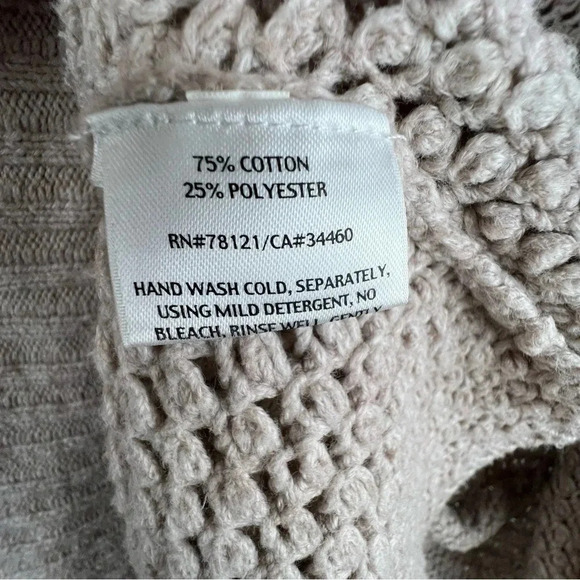 75% COTTON
25% POLYESTER
RN#78121/CA#34460
HAND WASH COLD, SEPARATELY,
USING MILD DETERGENT, NO
BLEACH, RINSE WELL, GENTLY